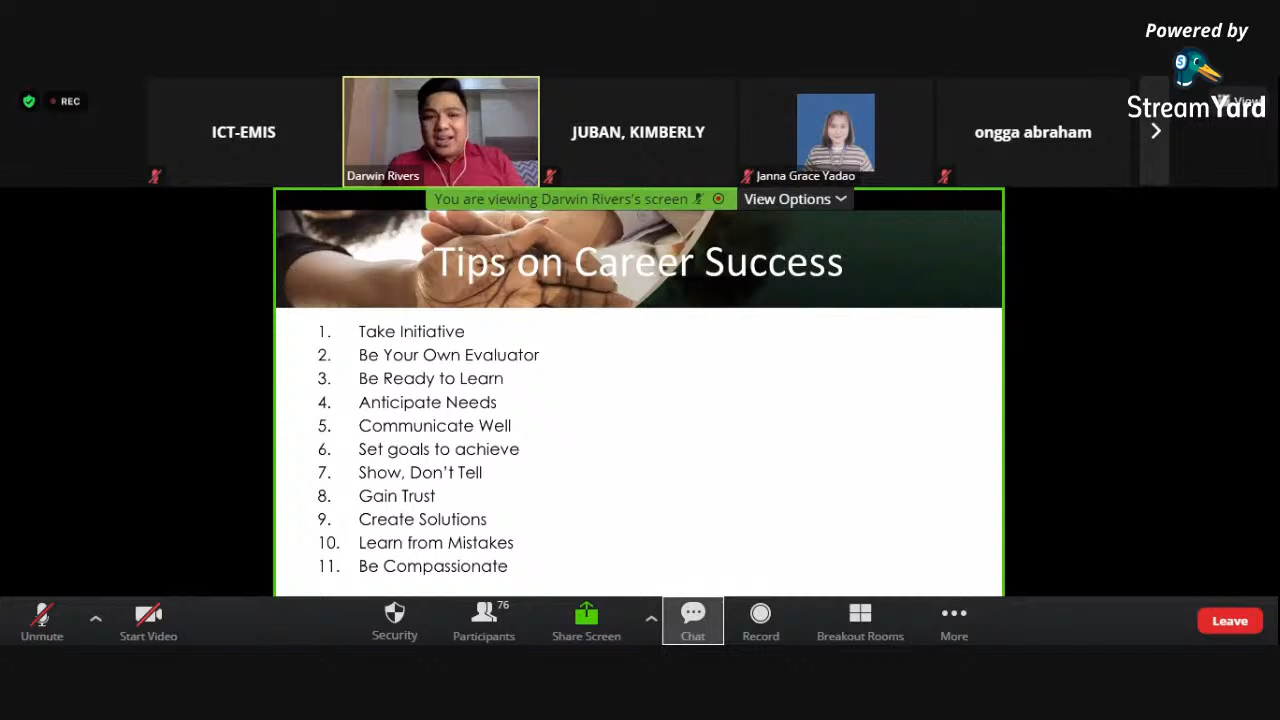 Powered by
StreamYard
REC
View
ICT-EMIS
Darwin Rivers
JUBAN, KIMBERLY
Janna Grace Yadao
ongga abraham
You are viewing Darwin Rivers's screen
View Options
Tips on Career Success
1. Take Initiative
2. Be Your Own Evaluator
3. Be Ready to Learn
4. Anticipate Needs
5. Communicate Well
6. Set goals to achieve
7. Show, Don't Tell
8. Gain Trust
9. Create Solutions
10. Learn from Mistakes
11. Be Compassionate
Unmute
Start Video
Security
Participants
76
Share Screen
Chat
Record
Breakout Rooms
More
Leave